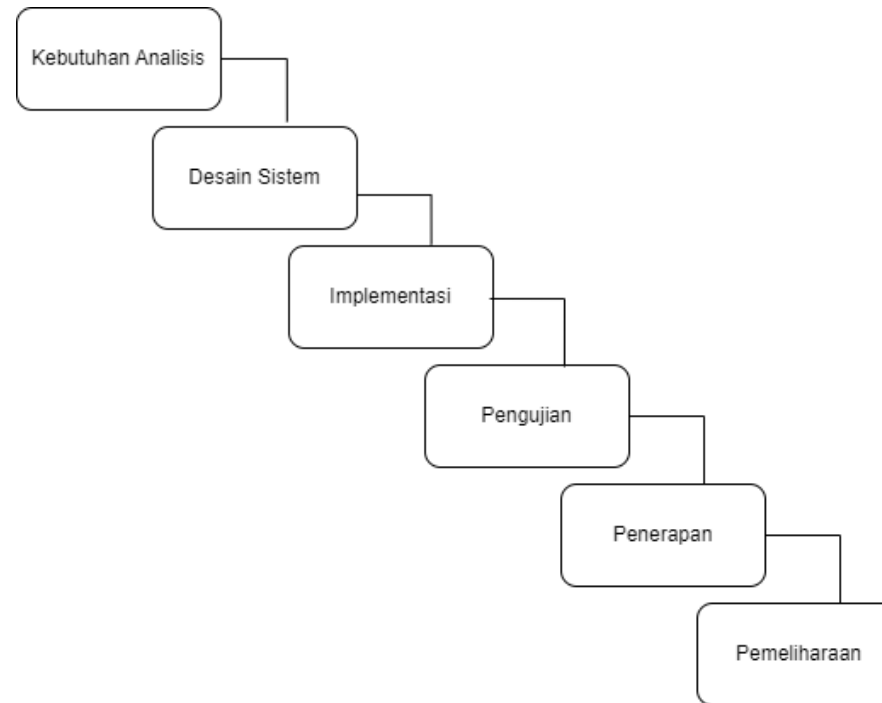 Kebutuhan Analisis
Desain Sistem
Implementasi
Pengujian
Penerapan
Pemeliharaan